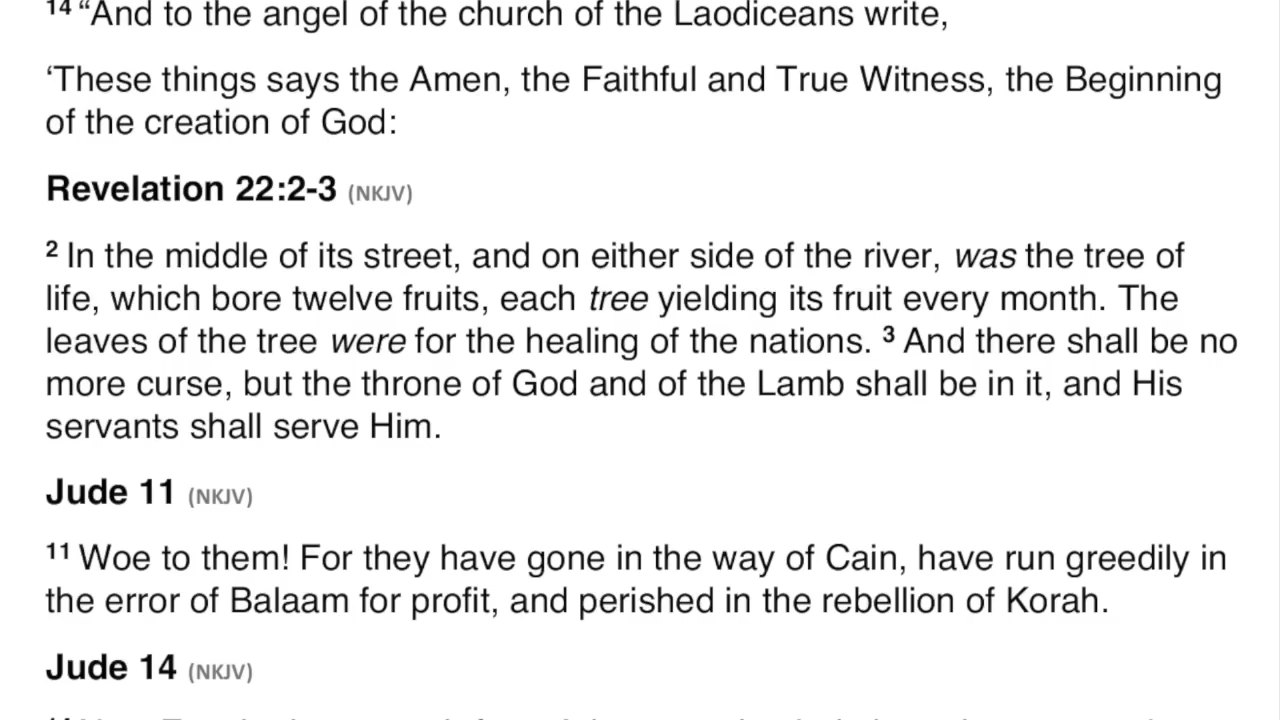 14 “And to the angel of the church of the Laodiceans write,
‘These things says the Amen, the Faithful and True Witness, the Beginning
of the creation of God:
Revelation 22:2-3 (NKJV)
2 In the middle of its street, and on either side of the river, was the tree of
life, which bore twelve fruits, each tree yielding its fruit every month. The
leaves of the tree were for the healing of the nations. 3 And there shall be no
more curse, but the throne of God and of the Lamb shall be in it, and His
servants shall serve Him.
Jude 11 (NKJV)
11 Woe to them! For they have gone in the way of Cain, have run greedily in
the error of Balaam for profit, and perished in the rebellion of Korah.
Jude 14 (NKJV)